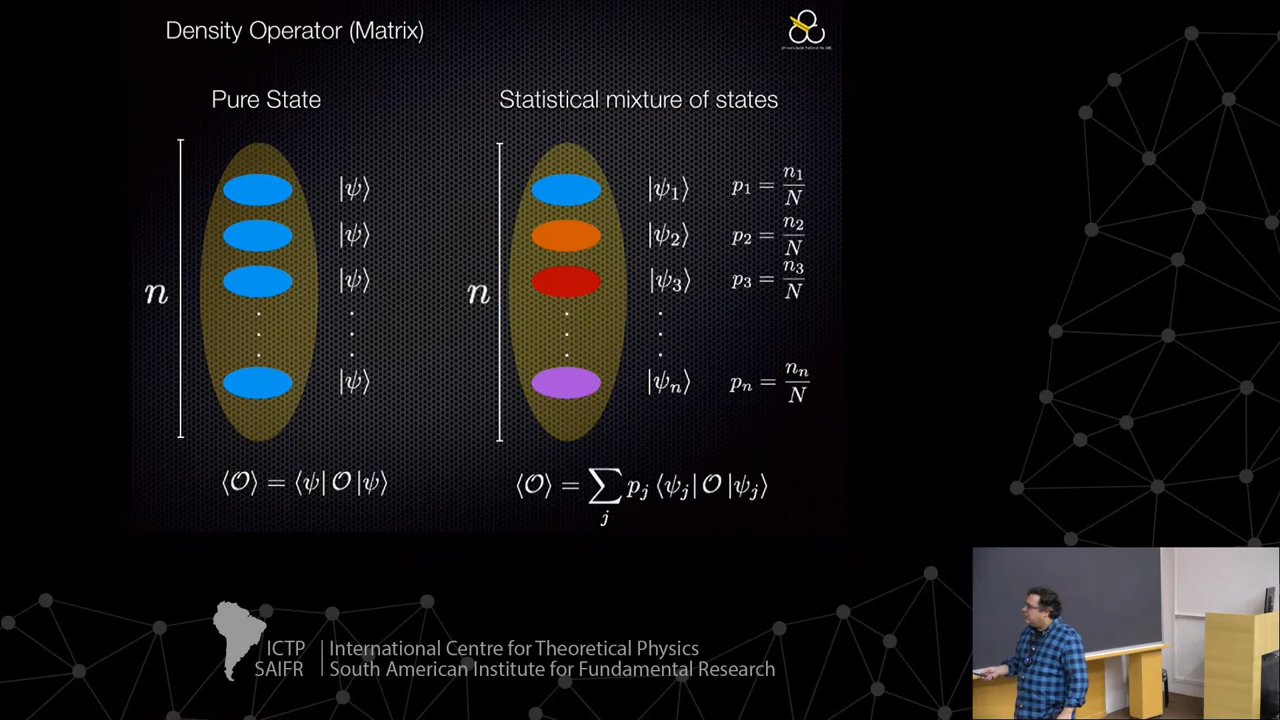 Density Operator (Matrix)
Pure State
n
|ψ⟩
|ψ⟩
|ψ⟩
|ψ⟩
⟨𝒪⟩ = ⟨ψ| 𝒪 |ψ⟩
Statistical mixture of states
n
|ψ₁⟩ p₁ = n₁/N
|ψ₂⟩ p₂ = n₂/N
|ψ₃⟩ p₃ = n₃/N
|ψₙ⟩ pₙ = nₙ/N
⟨𝒪⟩ = ∑ⱼ pⱼ ⟨ψⱼ| 𝒪 |ψⱼ⟩
ICTP | International Centre for Theoretical Physics
SAIFR | South American Institute for Fundamental Research